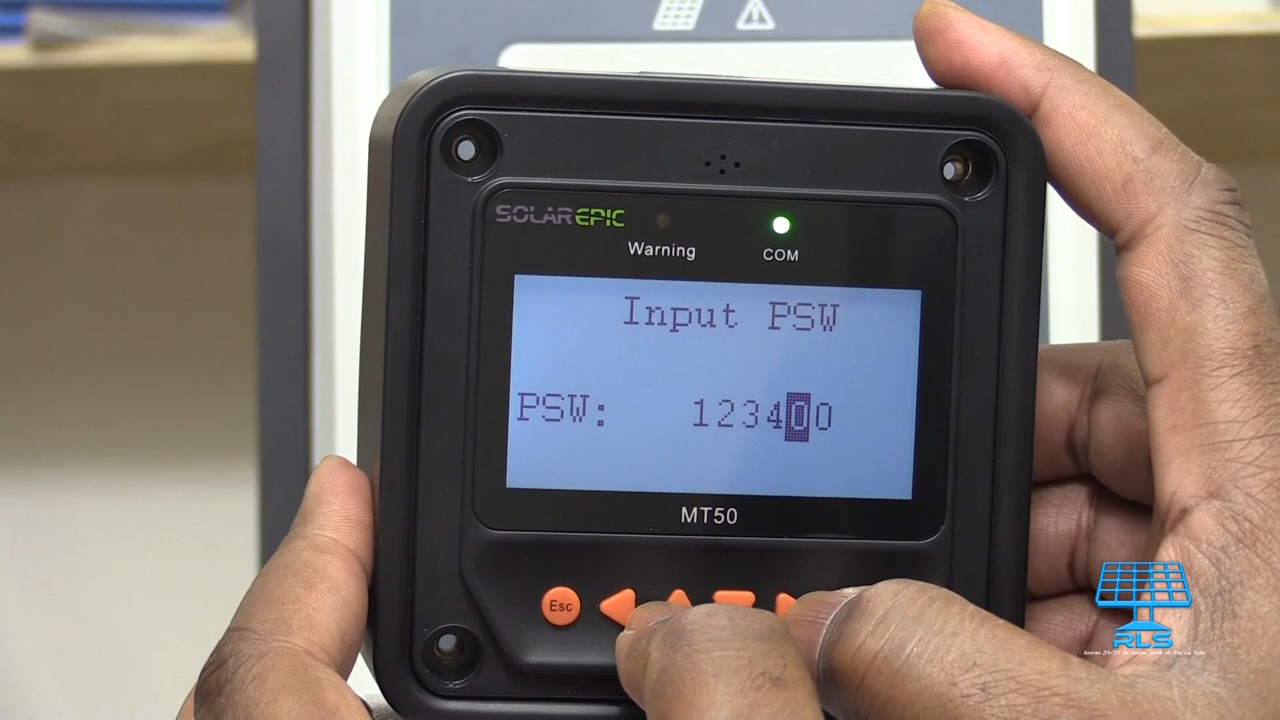 SOLAREPIC
Warning
COM
Input PSW
PSW: 123400
MT50
Esc
RLS